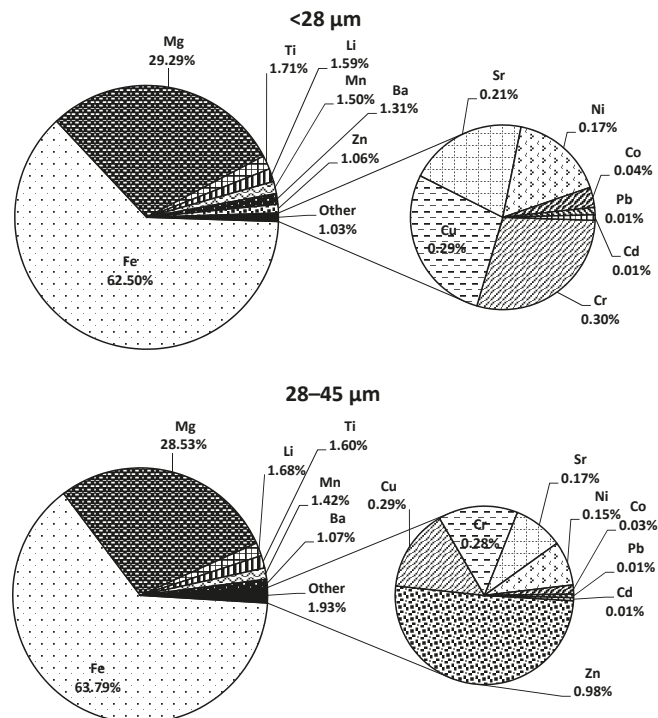 <28 µm
Mg
29.29%
Ti
1.71%
Li
1.59%
Mn
1.50%
Ba
1.31%
Zn
1.06%
Other
1.03%
Fe
62.50%
Sr
0.21%
Ni
0.17%
Co
0.04%
Pb
0.01%
Cd
0.01%
Cr
0.30%
Cu
0.29%
28–45 µm
Mg
28.53%
Li
1.68%
Ti
1.60%
Mn
1.42%
Ba
1.07%
Other
1.93%
Fe
63.79%
Cu
0.29%
Cr
0.28%
Sr
0.17%
Ni
0.15%
Co
0.03%
Pb
0.01%
Cd
0.01%
Zn
0.98%